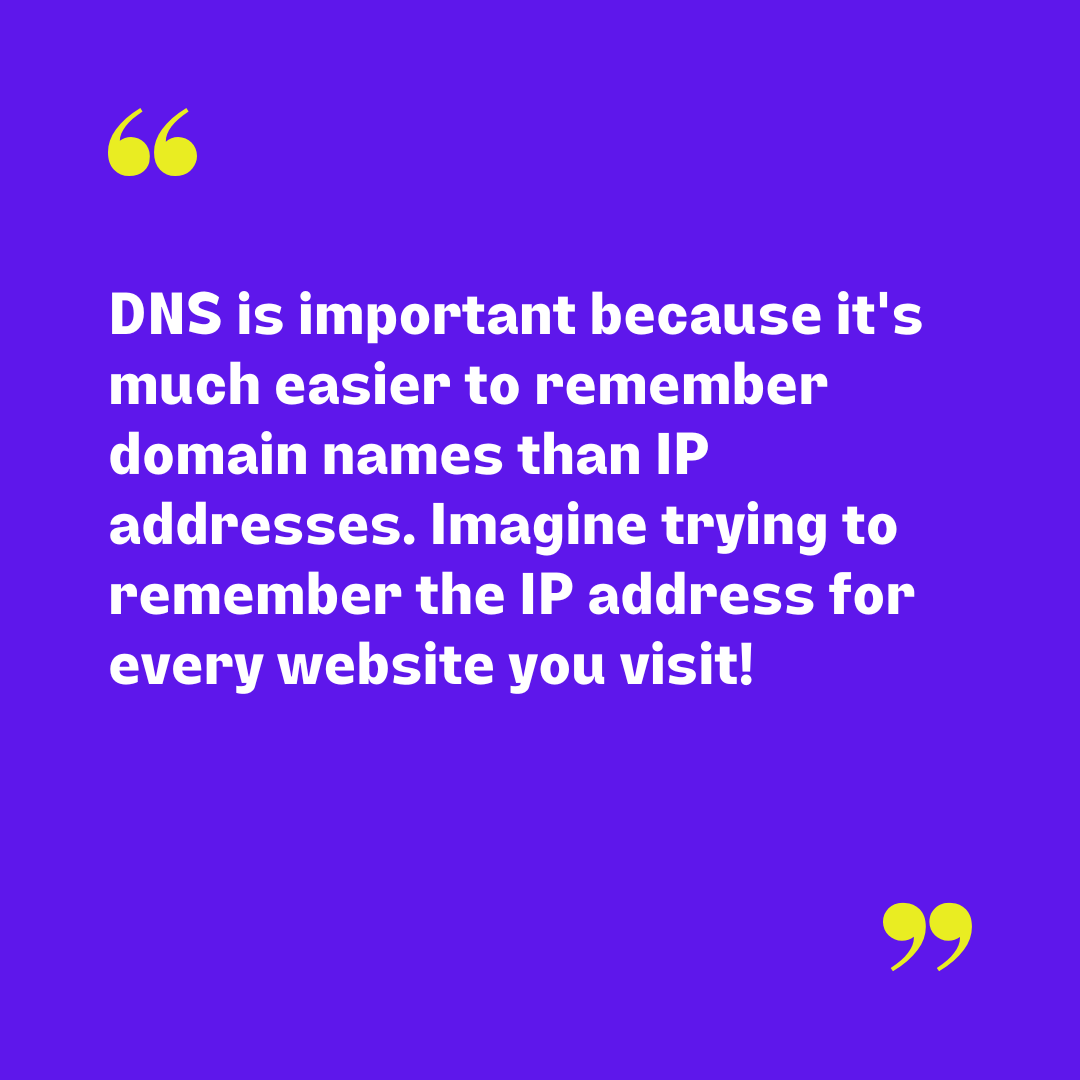 “
DNS is important because it's
much easier to remember
domain names than IP
addresses. Imagine trying to
remember the IP address for
every website you visit!
”